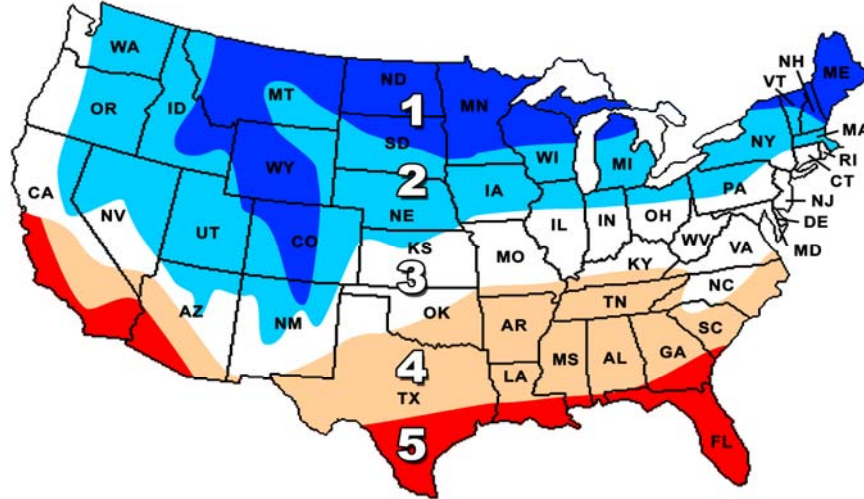 WA
MT
ND
MN
ME
NH
VT
OR
ID
1
SD
WI
MI
NY
MA
RI
CT
WY
2
IA
PA
NJ
DE
MD
CA
NV
UT
CO
NE
IL
IN
OH
WV
VA
KS
MO
KY
3
AZ
NM
OK
AR
TN
NC
SC
4
TX
LA
MS
AL
GA
5
FL